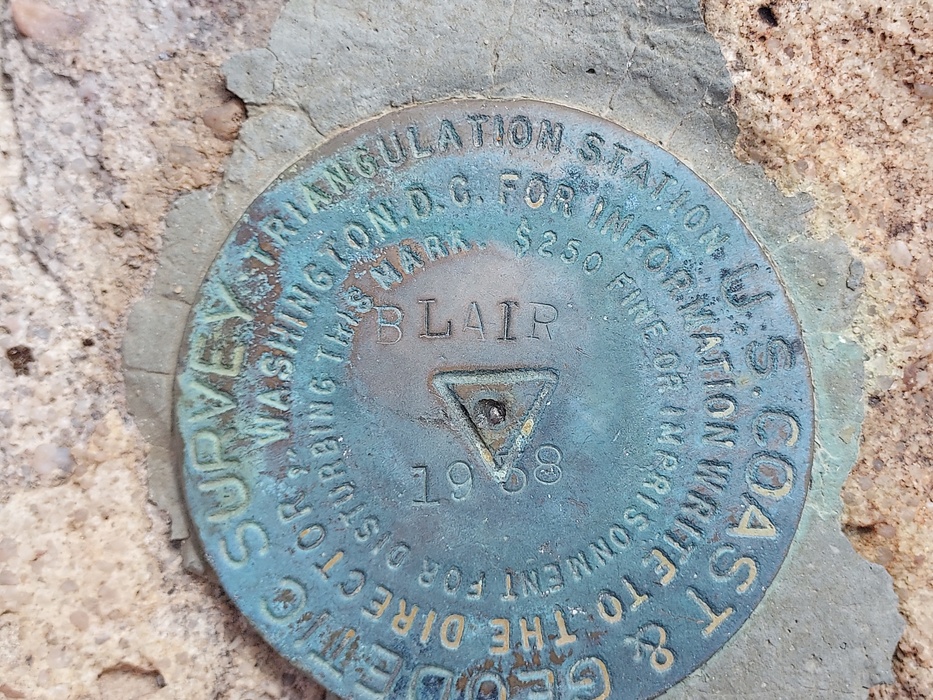 U.S. COAST & GEODETIC SURVEY
TRIANGULATION STATION
FOR INFORMATION WRITE TO THE DIRECTOR WASHINGTON, D.C.
$250 FINE OR IMPRISONMENT FOR DISTURBING THIS MARK.
BLAIR
1958